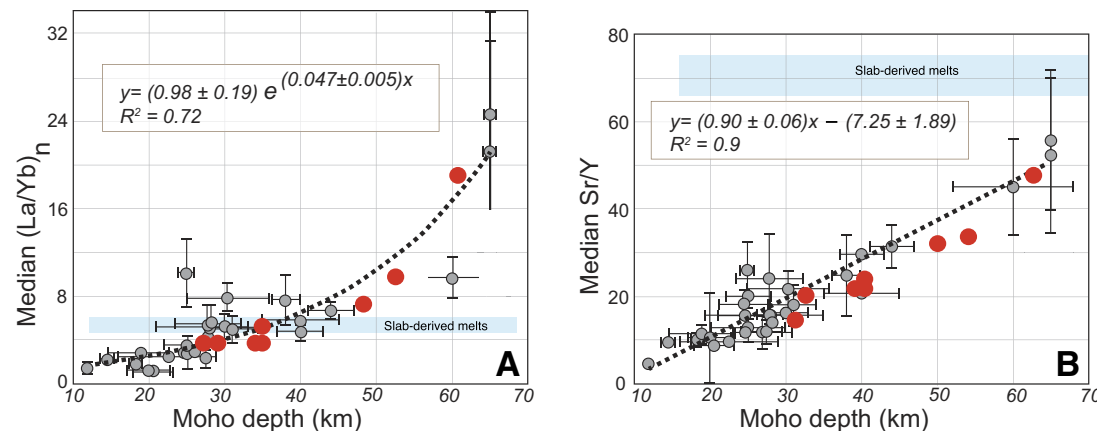 32
24
16
8
0
Median (La/Yb)n
y= (0.98 ± 0.19) e(0.047±0.005)x
R² = 0.72
Slab-derived melts
A
10 20 30 40 50 60 70
Moho depth (km)
80
60
40
20
0
Median Sr/Y
Slab-derived melts
y= (0.90 ± 0.06)x − (7.25 ± 1.89)
R² = 0.9
B
10 20 30 40 50 60 70
Moho depth (km)